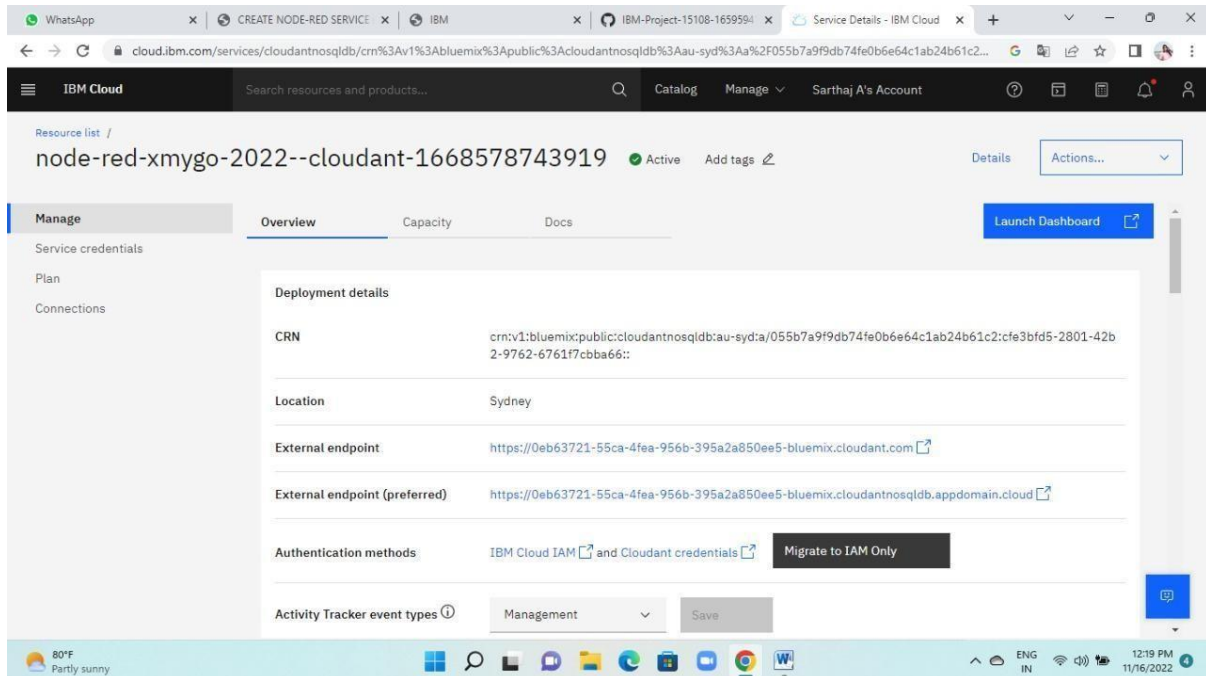 WhatsApp
CREATE NODE-RED SERVICE
IBM
IBM-Project-15108-1659594
Service Details - IBM Cloud
cloud.ibm.com/services/cloudantnosqldb/crn%3Av1%3Abluemix%3Apublic%3Acloudantnosqldb%3Aau-syd%3Aa%2F055b7a9f9db74fe0b6e64c1ab24b61c2...
IBM Cloud
Search resources and products...
Catalog
Manage
Sarthaj A's Account
Resource list /
node-red-xmygo-2022--cloudant-1668578743919
Active
Add tags
Details
Actions...
Manage
Service credentials
Plan
Connections
Overview
Capacity
Docs
Launch Dashboard
Deployment details
CRN
crn:v1:bluemix:public:cloudantnosqldb:au-syd:a/055b7a9f9db74fe0b6e64c1ab24b61c2:cfe3bfd5-2801-42b
2-9762-6761f7cbba66::
Location
Sydney
External endpoint
https://0eb63721-55ca-4fea-956b-395a2a850ee5-bluemix.cloudant.com
External endpoint (preferred)
https://0eb63721-55ca-4fea-956b-395a2a850ee5-bluemix.cloudantnosqldb.appdomain.cloud
Authentication methods
IBM Cloud IAM and Cloudant credentials
Migrate to IAM Only
Activity Tracker event types
Management
Save
80°F
Partly sunny
ENG
IN
12:19 PM
11/16/2022
4